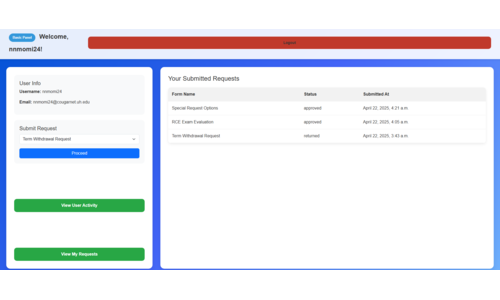 Basic Panel Welcome,
nnmomi24!
Logout
User Info
Username: nnmomi24
Email: nnmomi24@cougarnet.uh.edu
Submit Request
Term Withdrawal Request
Proceed
View User Activity
View My Requests
Your Submitted Requests
Form Name Status Submitted At
Special Request Options approved April 22, 2025, 4:21 a.m.
RCE Exam Evaluation approved April 22, 2025, 4:05 a.m.
Term Withdrawal Request returned April 22, 2025, 3:43 a.m.